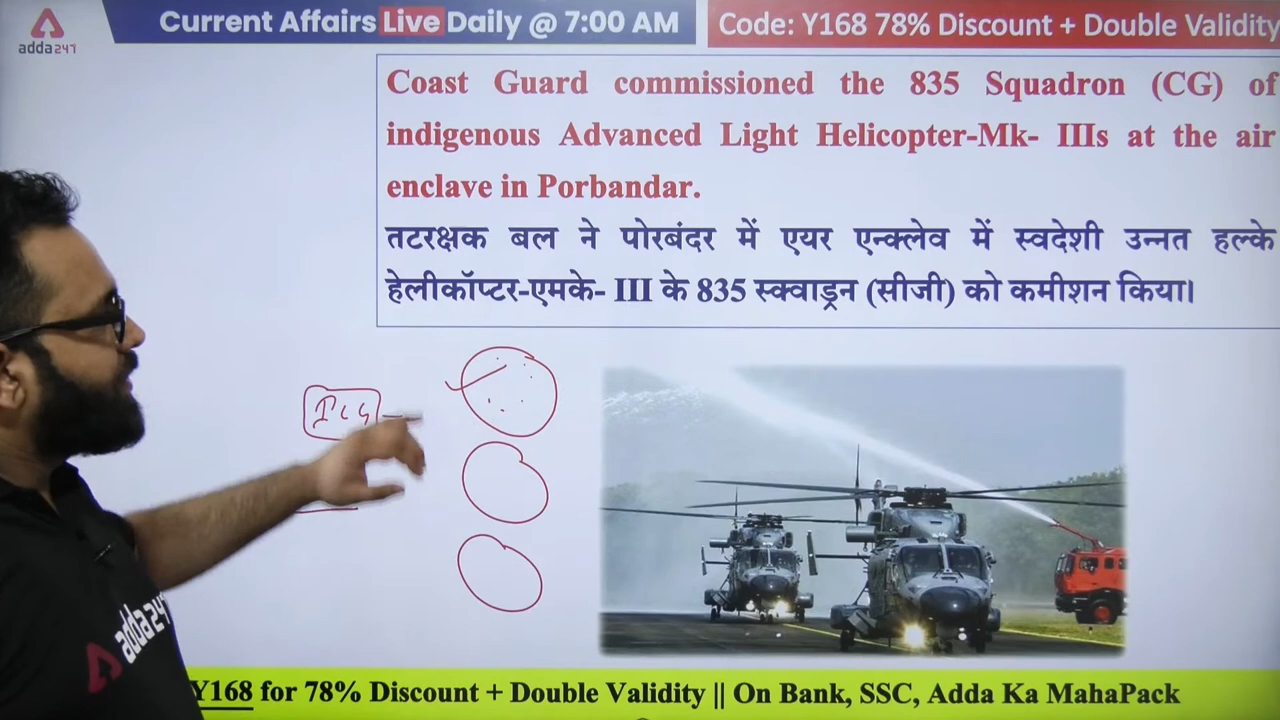 adda247
Current Affairs Live Daily @ 7:00 AM
Code: Y168 78% Discount + Double Validity
Coast Guard commissioned the 835 Squadron (CG) of
indigenous Advanced Light Helicopter-Mk- IIIs at the air
enclave in Porbandar.
तटरक्षक बल ने पोरबंदर में एयर एन्क्लेव में स्वदेशी उन्नत हल्के
हेलीकॉप्टर-एमके- III के 835 स्क्वाड्रन (सीजी) को कमीशन किया।
ICG
adda247
Y168 for 78% Discount + Double Validity || On Bank, SSC, Adda Ka MahaPack